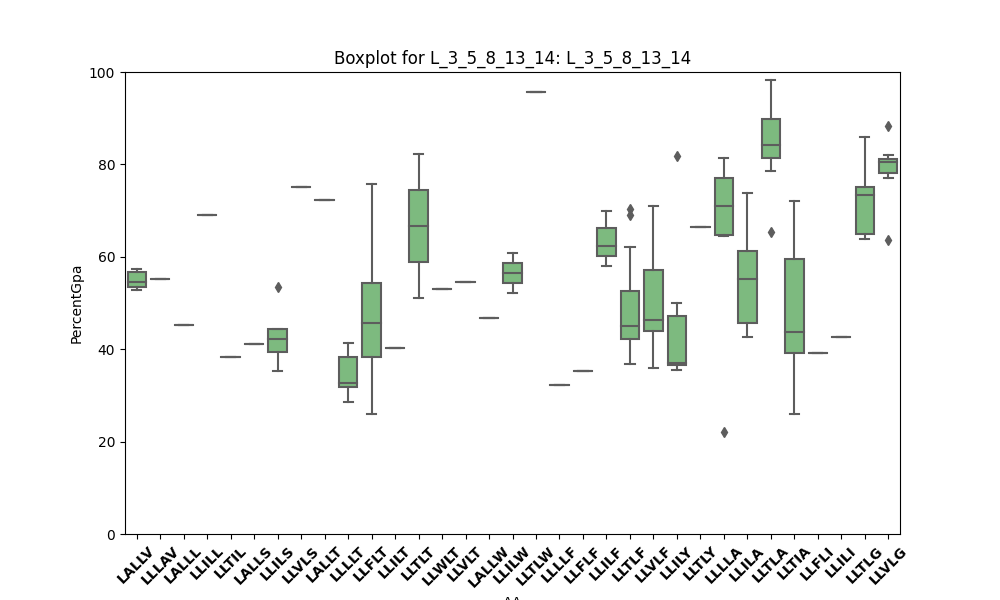 Boxplot for L_3_5_8_13_14: L_3_5_8_13_14
PercentGpa
100
80
60
40
20
0
LALLV LLLAV LALLL LLILL LLTIL LALLS LLILS LLVLS LALLT LLLLT LLFLT LLILT LLTLT LLWLT LLVLT LALLW LLILW LLTLW LLLLF LLFLF LLILF LLTLF LLVLF LLILY LLTLY LLLLA LLILA LLTLA LLTIA LLFLI LLILI LLTLG LLVLG